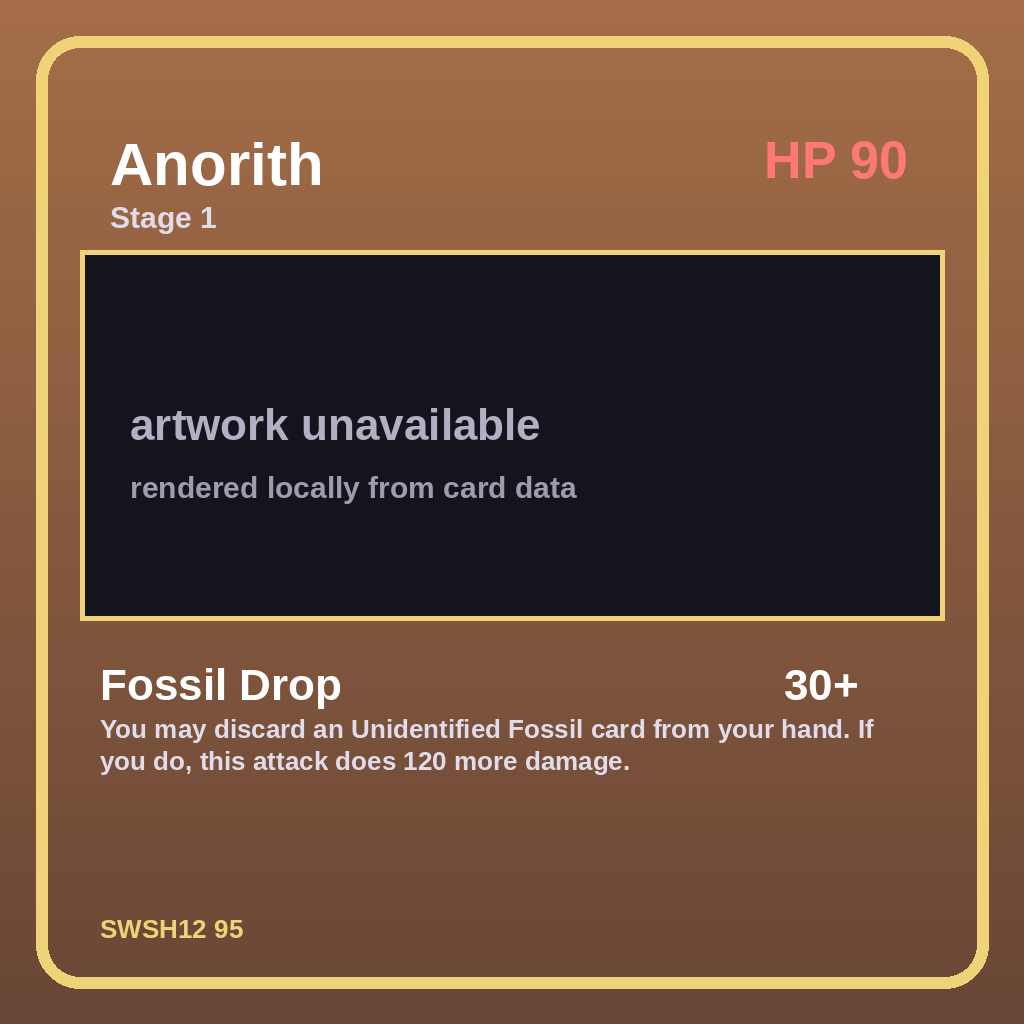 Anorith
HP 90
Stage 1
artwork unavailable
rendered locally from card data
Fossil Drop
30+
You may discard an Unidentified Fossil card from your hand. If
you do, this attack does 120 more damage.
SWSH12 95